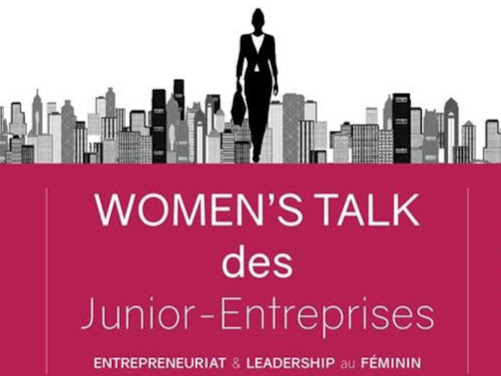 WOMEN'S TALK
des
Junior-Entreprises
ENTREPRENEURIAT & LEADERSHIP au FÉMININ